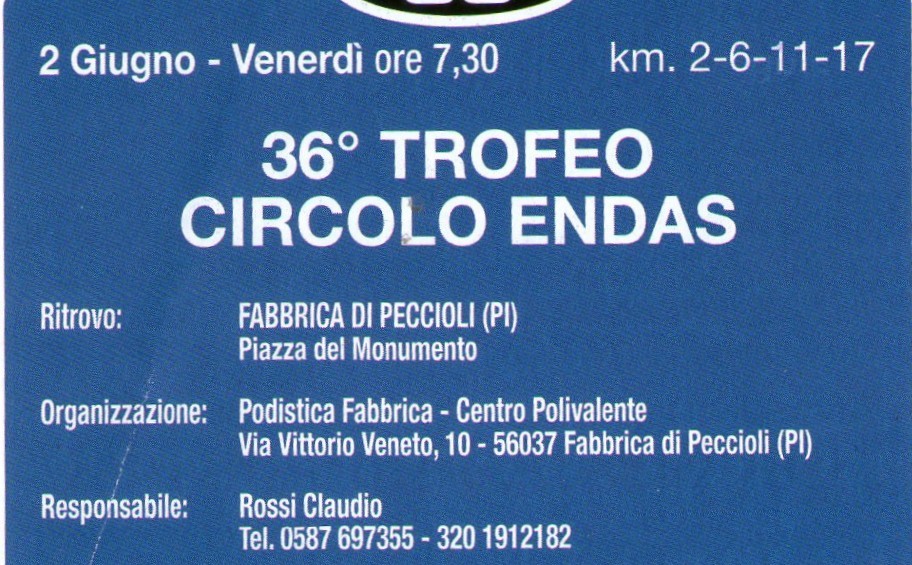 2 Giugno - Venerdì ore 7,30 km. 2-6-11-17
36° TROFEO
CIRCOLO ENDAS
Ritrovo: FABBRICA DI PECCIOLI (PI)
Piazza del Monumento
Organizzazione: Podistica Fabbrica - Centro Polivalente
Via Vittorio Veneto, 10 - 56037 Fabbrica di Peccioli (PI)
Responsabile: Rossi Claudio
Tel. 0587 697355 - 320 1912182